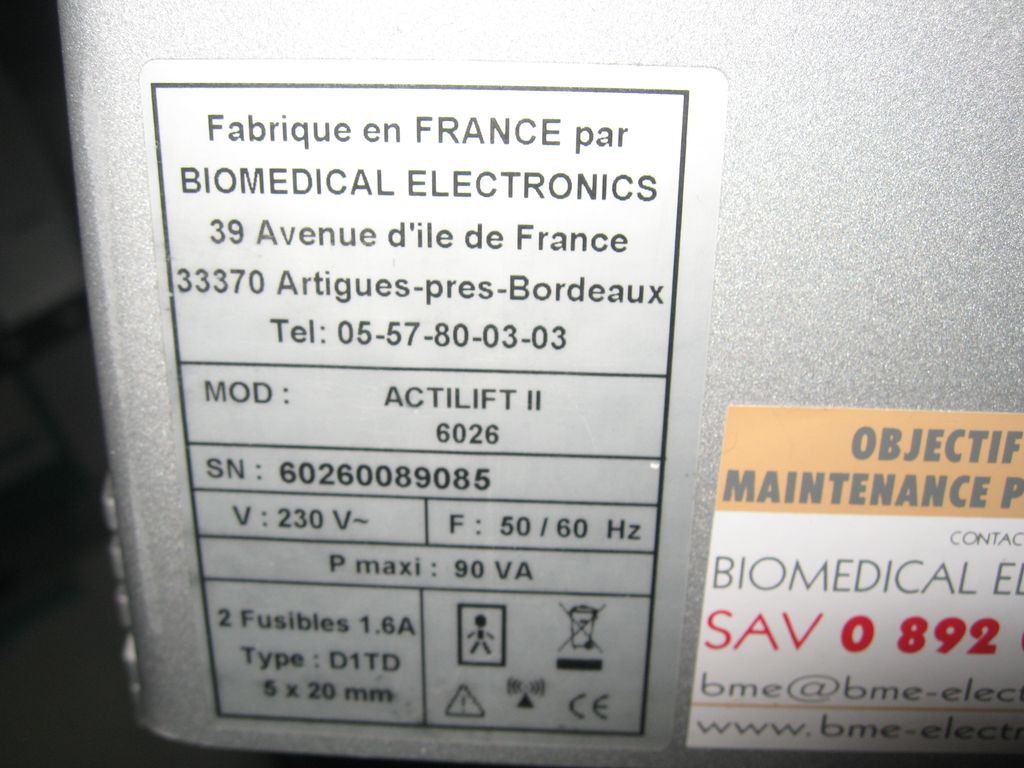 Fabrique en FRANCE par
BIOMEDICAL ELECTRONICS
39 Avenue d'ile de France
33370 Artigues-pres-Bordeaux
Tel: 05-57-80-03-03
MOD : ACTILIFT II
6026
SN : 60260089085
V : 230 V~ F : 50 / 60 Hz
P maxi : 90 VA
2 Fusibles 1.6A
Type : D1TD
5 x 20 mm
CE
OBJECTIF
MAINTENANCE P
CONTAC
BIOMEDICAL EL
SAV 0 892
bme@bme-elect
www.bme-electr